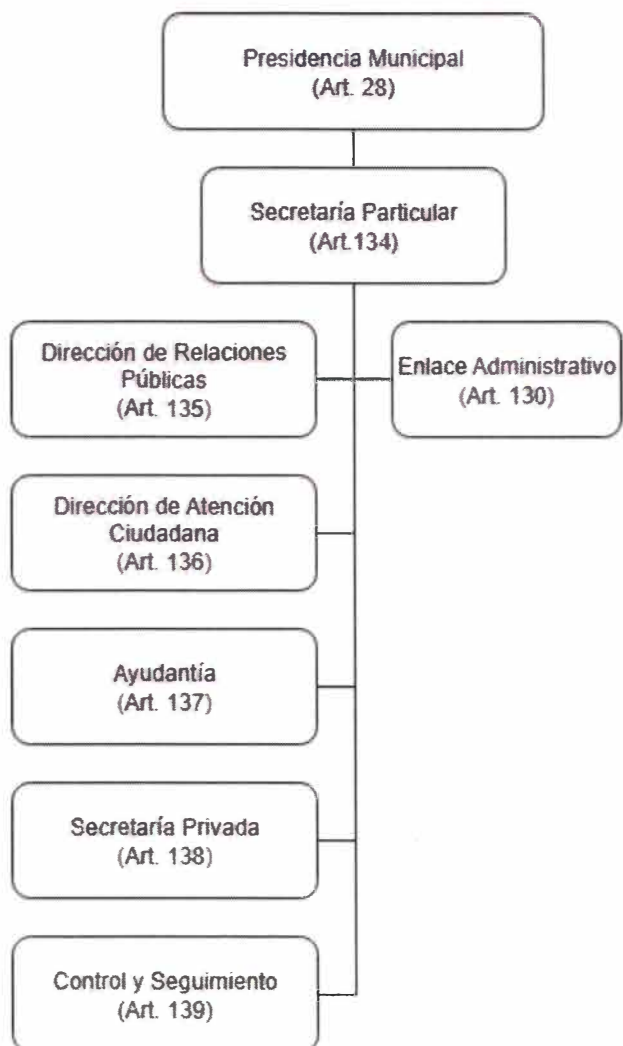 Presidencia Municipal
(Art. 28)
Secretaría Particular
(Art.134)
Dirección de Relaciones
Públicas
(Art. 135)
Enlace Administrativo
(Art. 130)
Dirección de Atención
Ciudadana
(Art. 136)
Ayudantía
(Art. 137)
Secretaría Privada
(Art. 138)
Control y Seguimiento
(Art. 139)